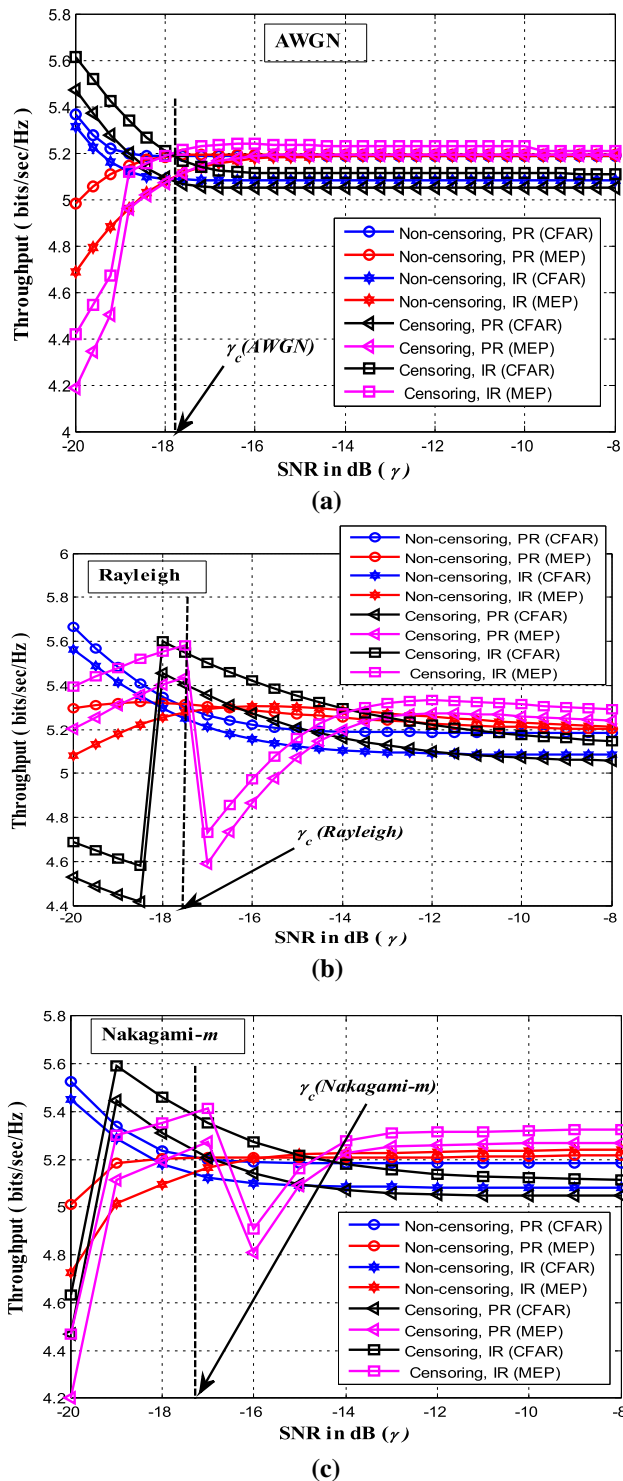 AWGN
5.8
5.6
5.4
5.2
5
4.8
4.6
4.4
4.2
4
Throughput ( bits/sec/Hz)
Non-censoring, PR (CFAR)
Non-censoring, PR (MEP)
Non-censoring, IR (CFAR)
Non-censoring, IR (MEP)
Censoring, PR (CFAR)
Censoring, PR (MEP)
Censoring, IR (CFAR)
Censoring, IR (MEP)
γc(AWGN)
-20 -18 -16 -14 -12 -10 -8
SNR in dB ( γ)
(a)
Rayleigh
6
5.8
5.6
5.4
5.2
5
4.8
4.6
4.4
Throughput ( bits/sec/Hz)
Non-censoring, PR (CFAR)
Non-censoring, PR (MEP)
Non-censoring, IR (CFAR)
Non-censoring, IR (MEP)
Censoring, PR (CFAR)
Censoring, PR (MEP)
Censoring, IR (CFAR)
Censoring, IR (MEP)
γc (Rayleigh)
-20 -18 -16 -14 -12 -10 -8
SNR in dB ( γ)
(b)
Nakagami-m
5.8
5.6
5.4
5.2
5
4.8
4.6
4.4
4.2
Throughput ( bits/sec/Hz)
γc(Nakagami-m)
Non-censoring, PR (CFAR)
Non-censoring, PR (MEP)
Non-censoring, IR (CFAR)
Non-censoring, IR (MEP)
Censoring, PR (CFAR)
Censoring, PR (MEP)
Censoring, IR (CFAR)
Censoring, IR (MEP)
-20 -18 -16 -14 -12 -10 -8
SNR in dB ( γ)
(c)